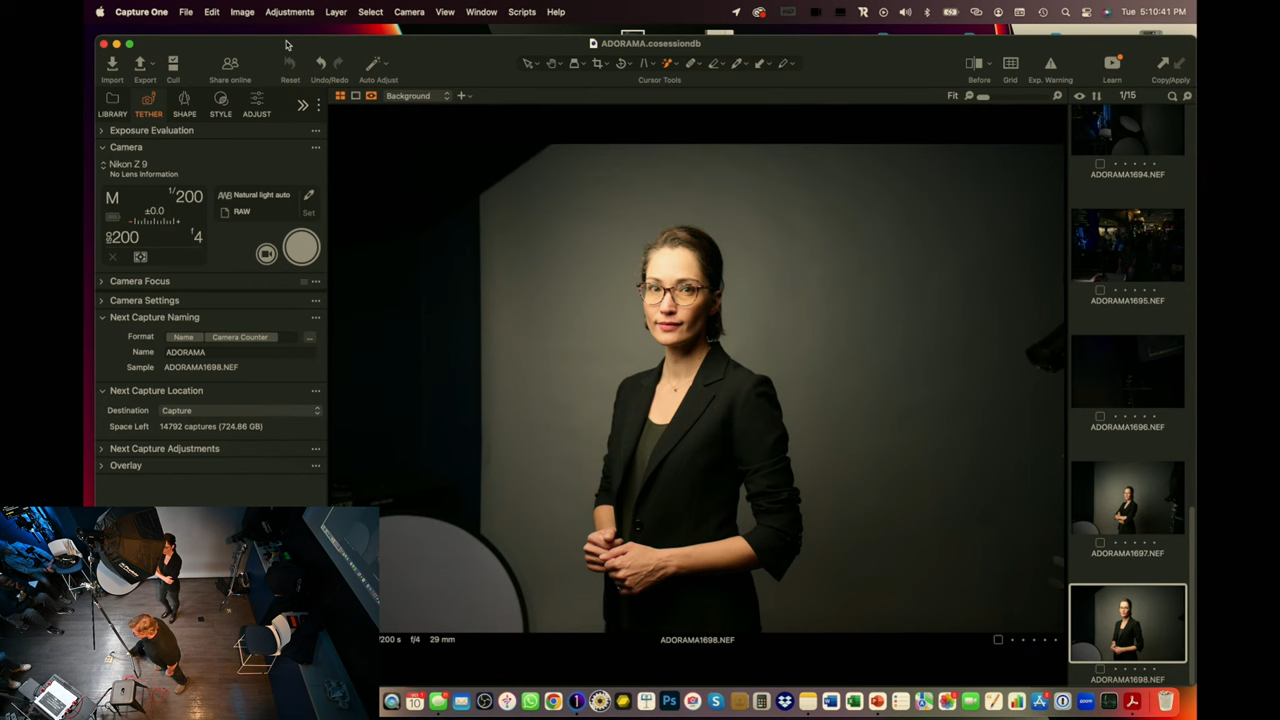 Capture One File Edit Image Adjustments Layer Select Camera View Window Scripts Help Tue 5:10:41 PM
ADORAMA.cosessiondb
Import Export Cull Share online Reset Undo/Redo Auto Adjust Cursor Tools Before Grid Exp. Warning Learn Copy/Apply
LIBRARY TETHER SHAPE STYLE ADJUST
Background
Fit
1/15
Exposure Evaluation
Camera
Nikon Z 9
No Lens Information
M 1/200
±0.0
ISO 200 f4
Natural light auto
RAW
Set
Camera Focus
Camera Settings
Next Capture Naming
Format Name Camera Counter ...
Name ADORAMA
Sample ADORAMA1698.NEF
Next Capture Location
Destination Capture
Space Left 14792 captures (724.86 GB)
Next Capture Adjustments
Overlay
/200 s f/4 29 mm
ADORAMA1698.NEF
ADORAMA1694.NEF
ADORAMA1695.NEF
ADORAMA1696.NEF
ADORAMA1697.NEF
ADORAMA1698.NEF